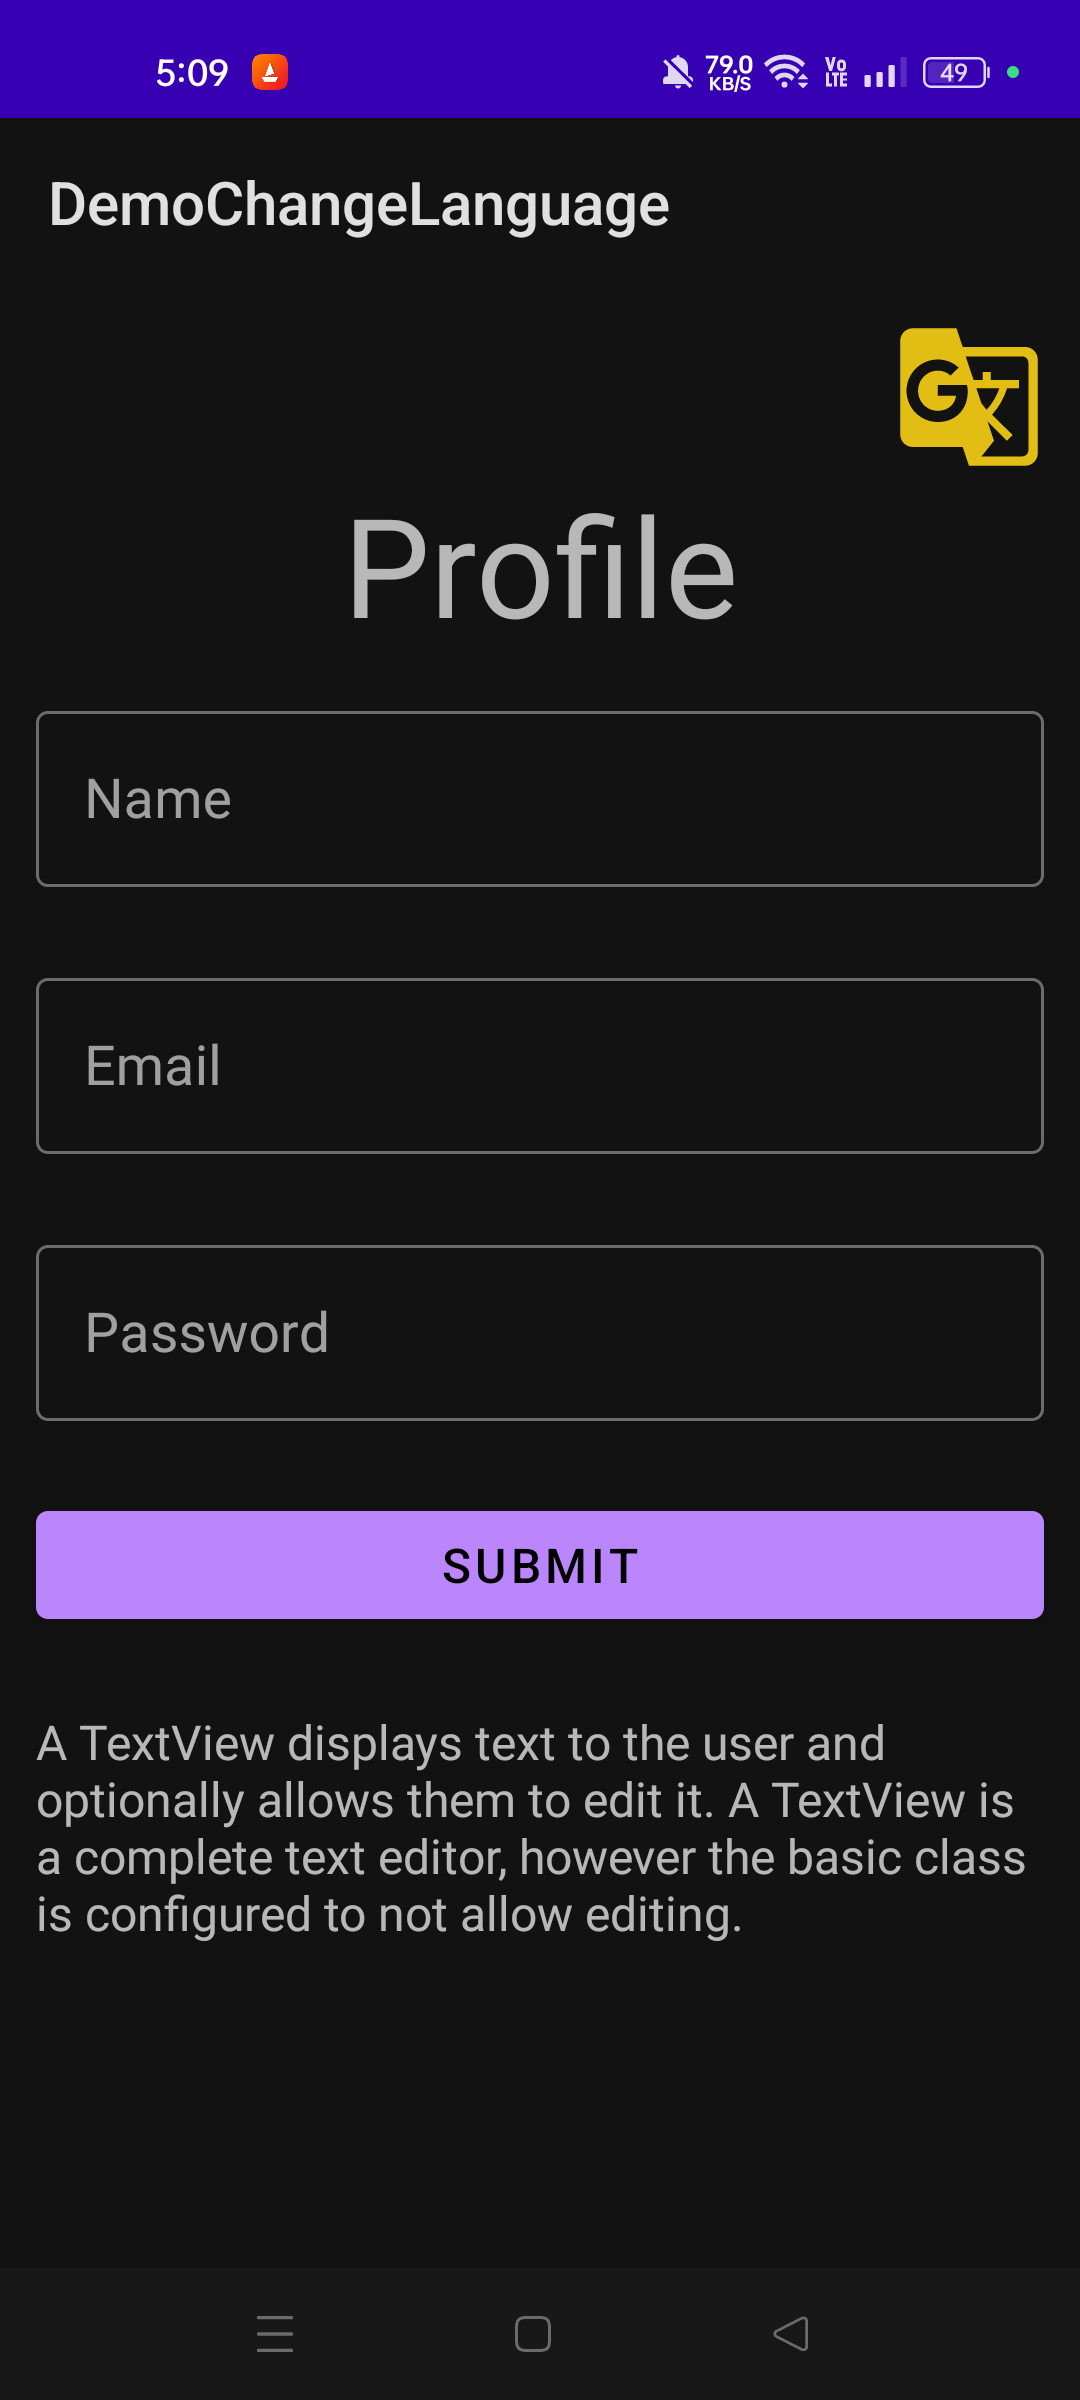 5:09
79.0
KB/S
Vo
LTE
49
DemoChangeLanguage
G文
Profile
Name
Email
Password
SUBMIT
A TextView displays text to the user and
optionally allows them to edit it. A TextView is
a complete text editor, however the basic class
is configured to not allow editing.